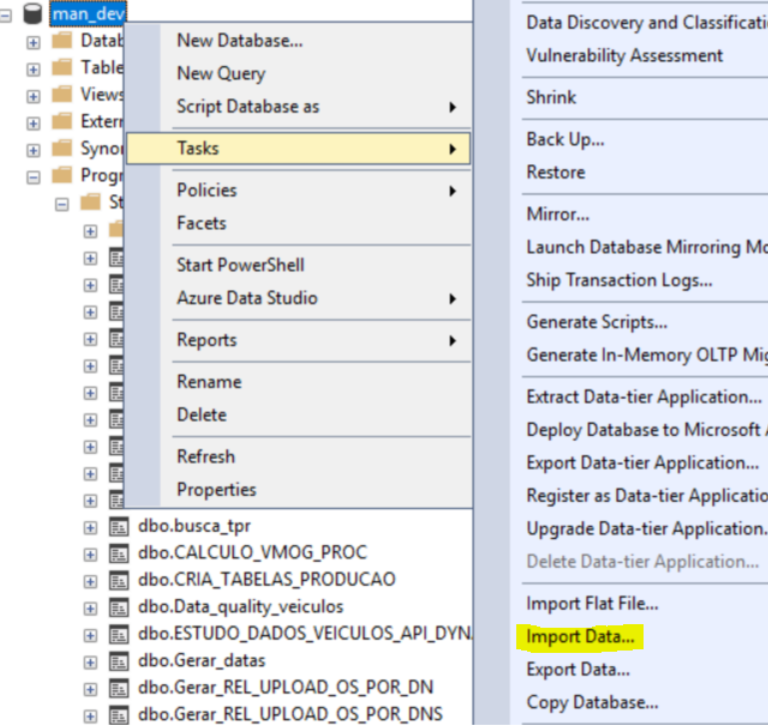 man_dev
Datab
Table
Views
Extern
Progr
St
dbo.busca_tpr
dbo.CALCULO_VMOG_PROC
dbo.CRIA_TABELAS_PRODUCAO
dbo.Data_quality_veiculos
dbo.ESTUDO_DADOS_VEICULOS_API_DYN
dbo.Gerar_datas
dbo.Gerar_REL_UPLOAD_OS_POR_DN
dbo.Gerar_REL_UPLOAD_OS_POR_DNS
New Database...
New Query
Script Database as
Tasks
Policies
Facets
Start PowerShell
Azure Data Studio
Reports
Rename
Delete
Refresh
Properties
Data Discovery and Classificati
Vulnerability Assessment
Shrink
Back Up...
Restore
Mirror...
Launch Database Mirroring Mo
Ship Transaction Logs...
Generate Scripts...
Generate In-Memory OLTP Mig
Extract Data-tier Application...
Deploy Database to Microsoft A
Export Data-tier Application...
Register as Data-tier Applicatio
Upgrade Data-tier Application.
Delete Data-tier Application...
Import Flat File...
Import Data...
Export Data...
Copy Database...